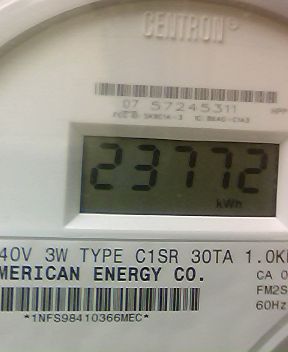 CENTRON®
07 57245311
23772
kWh
40V 3W TYPE C1SR 30TA 1.0K
MERICAN ENERGY CO.
CA 0
FM2S
60Hz
*1NFS98410366MEC*